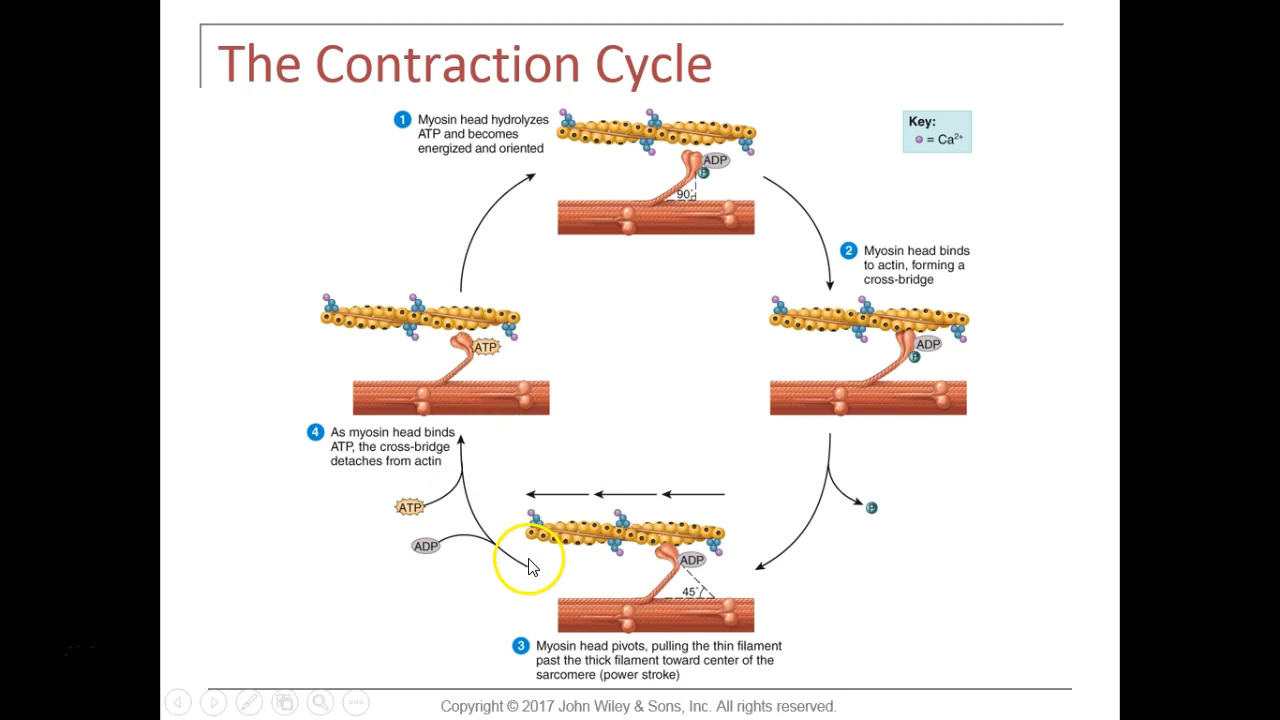 The Contraction Cycle
1 Myosin head hydrolyzes
ATP and becomes
energized and oriented
ADP
P
90°
Key:
= Ca2+
2 Myosin head binds
to actin, forming a
cross-bridge
ADP
P
ATP
4 As myosin head binds
ATP, the cross-bridge
detaches from actin
ATP
ADP
P
ADP
45°
3 Myosin head pivots, pulling the thin filament
past the thick filament toward center of the
sarcomere (power stroke)
Copyright © 2017 John Wiley & Sons, Inc. All rights reserved.